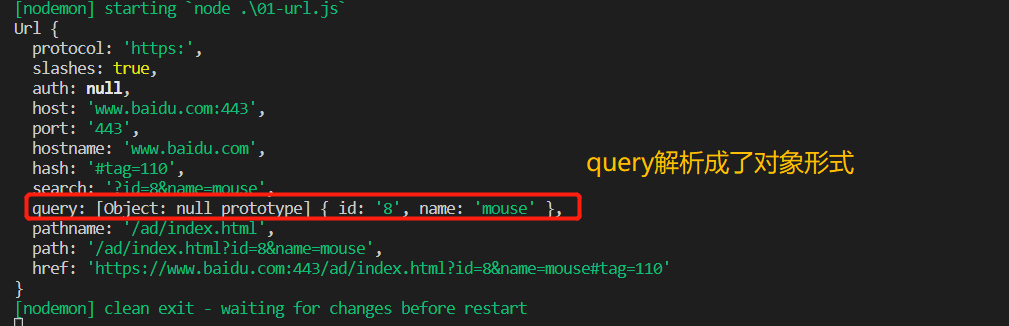 [nodemon] starting `node .\01-url.js`
Url {
  protocol: 'https:',
  slashes: true,
  auth: null,
  host: 'www.baidu.com:443',
  port: '443',
  hostname: 'www.baidu.com',
  hash: '#tag=110',
  search: '?id=8&name=mouse',
  query: [Object: null prototype] { id: '8', name: 'mouse' },
  pathname: '/ad/index.html',
  path: '/ad/index.html?id=8&name=mouse',
  href: 'https://www.baidu.com:443/ad/index.html?id=8&name=mouse#tag=110'
}
[nodemon] clean exit - waiting for changes before restart
query解析成了对象形式